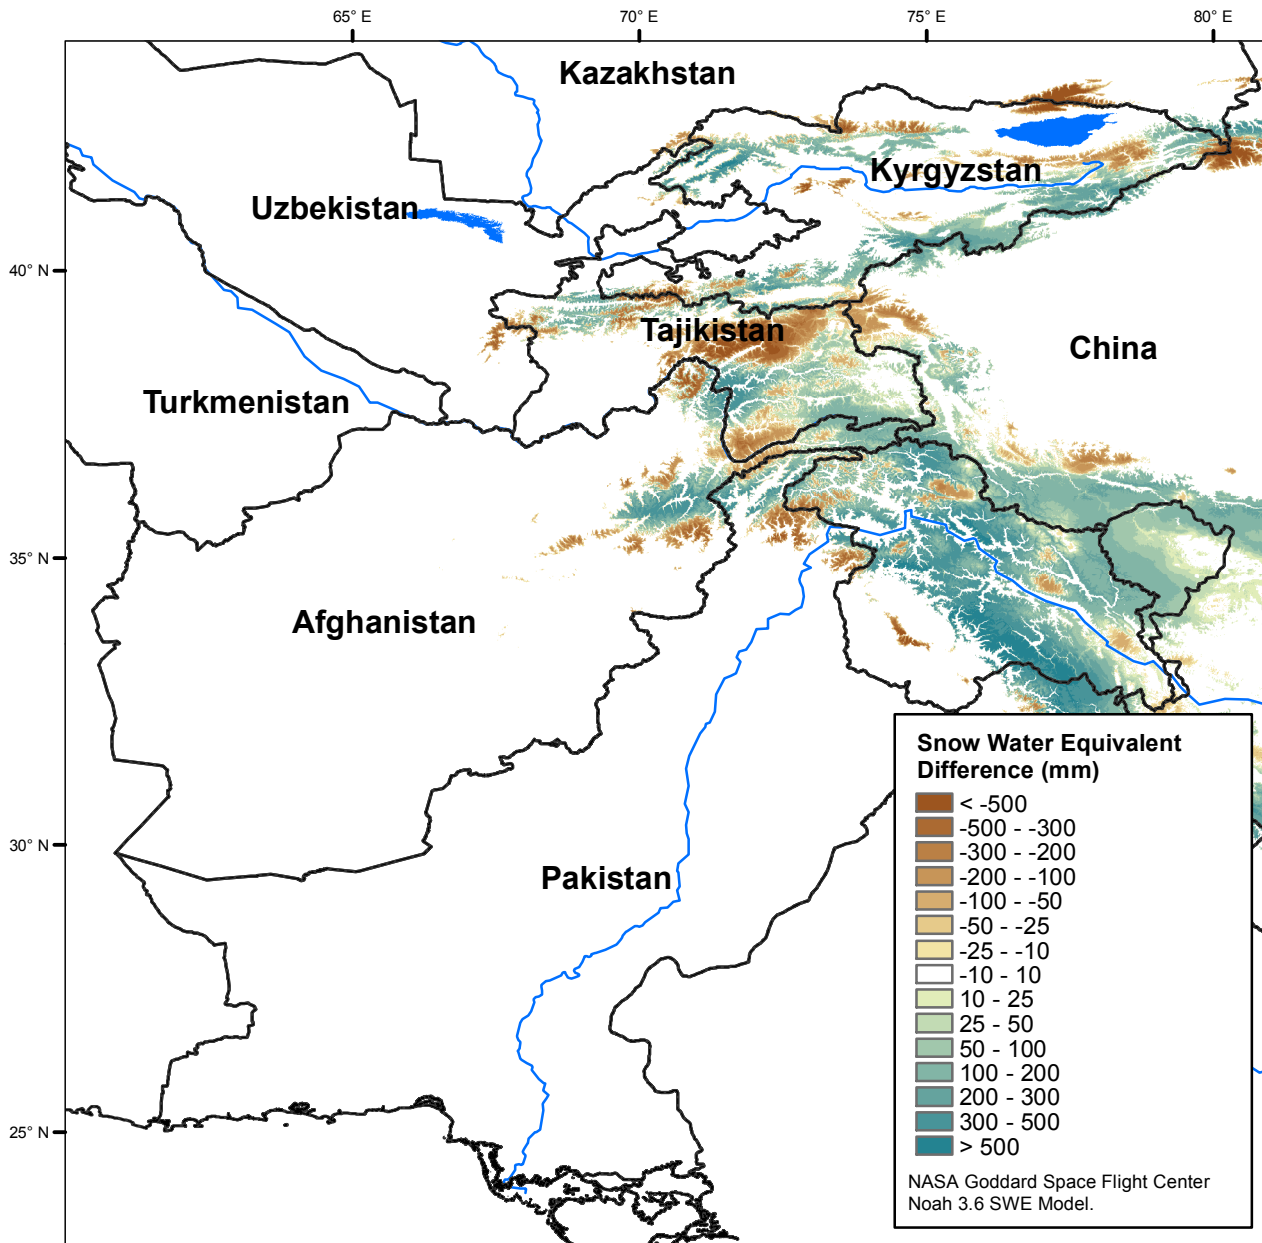 65° E
70° E
75° E
80° E
Kazakhstan
Kyrgyzstan
Uzbekistan
40° N
Tajikistan
China
Turkmenistan
35° N
Afghanistan
30° N
Pakistan
25° N
Snow Water Equivalent
Difference (mm)
< -500
-500 - -300
-300 - -200
-200 - -100
-100 - -50
-50 - -25
-25 - -10
-10 - 10
10 - 25
25 - 50
50 - 100
100 - 200
200 - 300
300 - 500
> 500
NASA Goddard Space Flight Center
Noah 3.6 SWE Model.